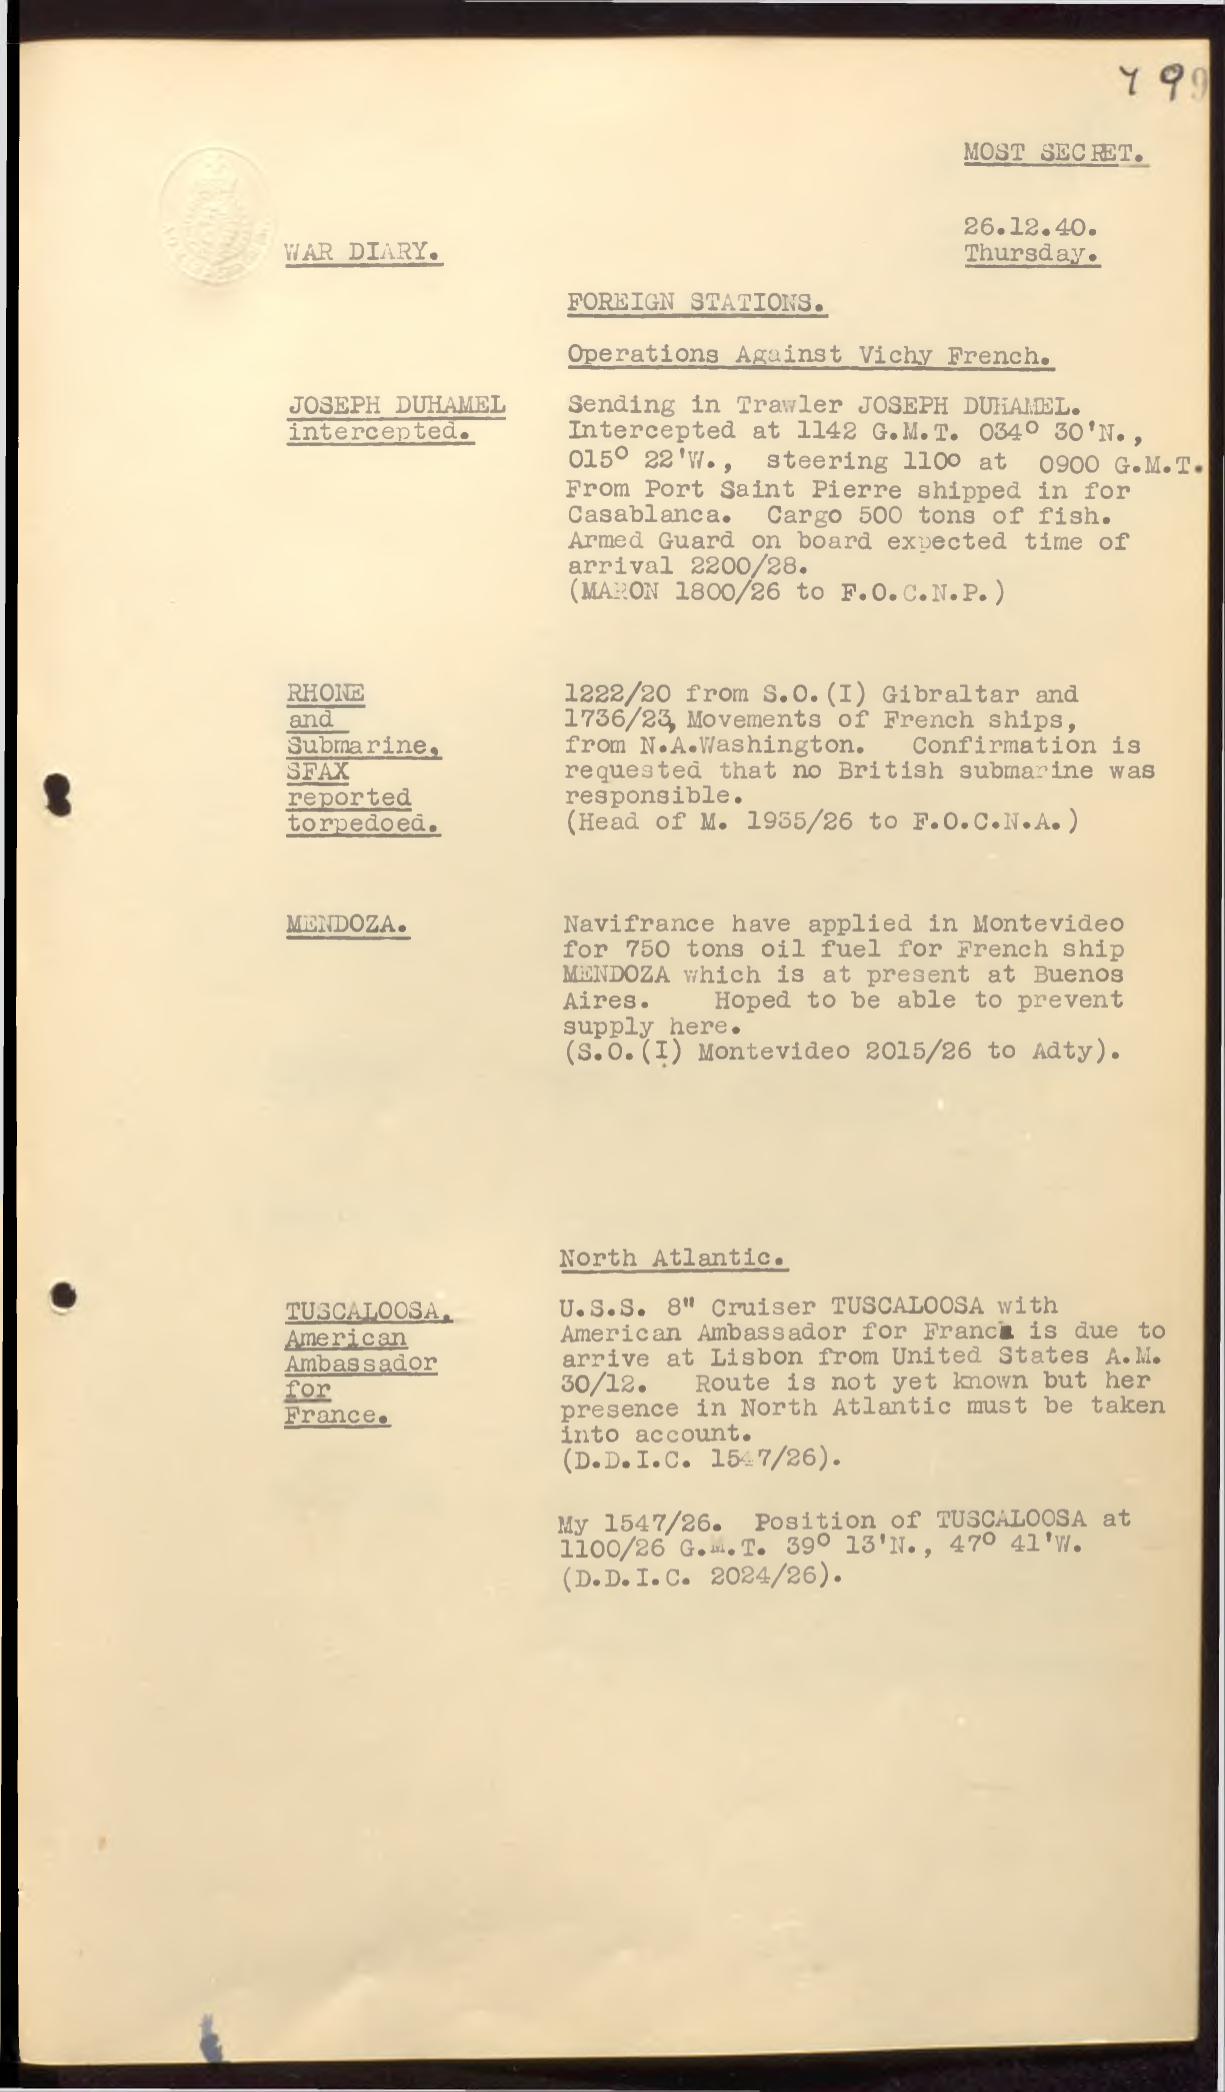 799
MOST SECRET.
26.12.40.
WAR DIARY.
Thursday.
FOREIGN STATIONS.
Operations Against Vichy French.
JOSEPH DUHAMEL
intercepted.
Sending in Trawler JOSEPH DUHAMEL.
Intercepted at 1142 G.M.T. 034° 30'N.,
015° 22'W., steering 110° at 0900 G.M.T.
From Port Saint Pierre shipped in for
Casablanca. Cargo 500 tons of fish.
Armed Guard on board expected time of
arrival 2200/28.
(MARON 1800/26 to F.O.C.N.P.)
RHONE
and
Submarine,
SFAX
reported
torpedoed.
1222/20 from S.O.(I) Gibraltar and
1736/23, Movements of French ships,
from N.A.Washington. Confirmation is
requested that no British submarine was
responsible.
(Head of M. 1935/26 to F.O.C.N.A.)
MENDOZA.
Navifrance have applied in Montevideo
for 750 tons oil fuel for French ship
MENDOZA which is at present at Buenos
Aires. Hoped to be able to prevent
supply here.
(S.O.(I) Montevideo 2015/26 to Adty).
North Atlantic.
TUSCALOOSA.
American
Ambassador
for
France.
U.S.S. 8" Cruiser TUSCALOOSA with
American Ambassador for France is due to
arrive at Lisbon from United States A.M.
30/12. Route is not yet known but her
presence in North Atlantic must be taken
into account.
(D.D.I.C. 1547/26).
My 1547/26. Position of TUSCALOOSA at
1100/26 G.M.T. 39° 13'N., 47° 41'W.
(D.D.I.C. 2024/26).